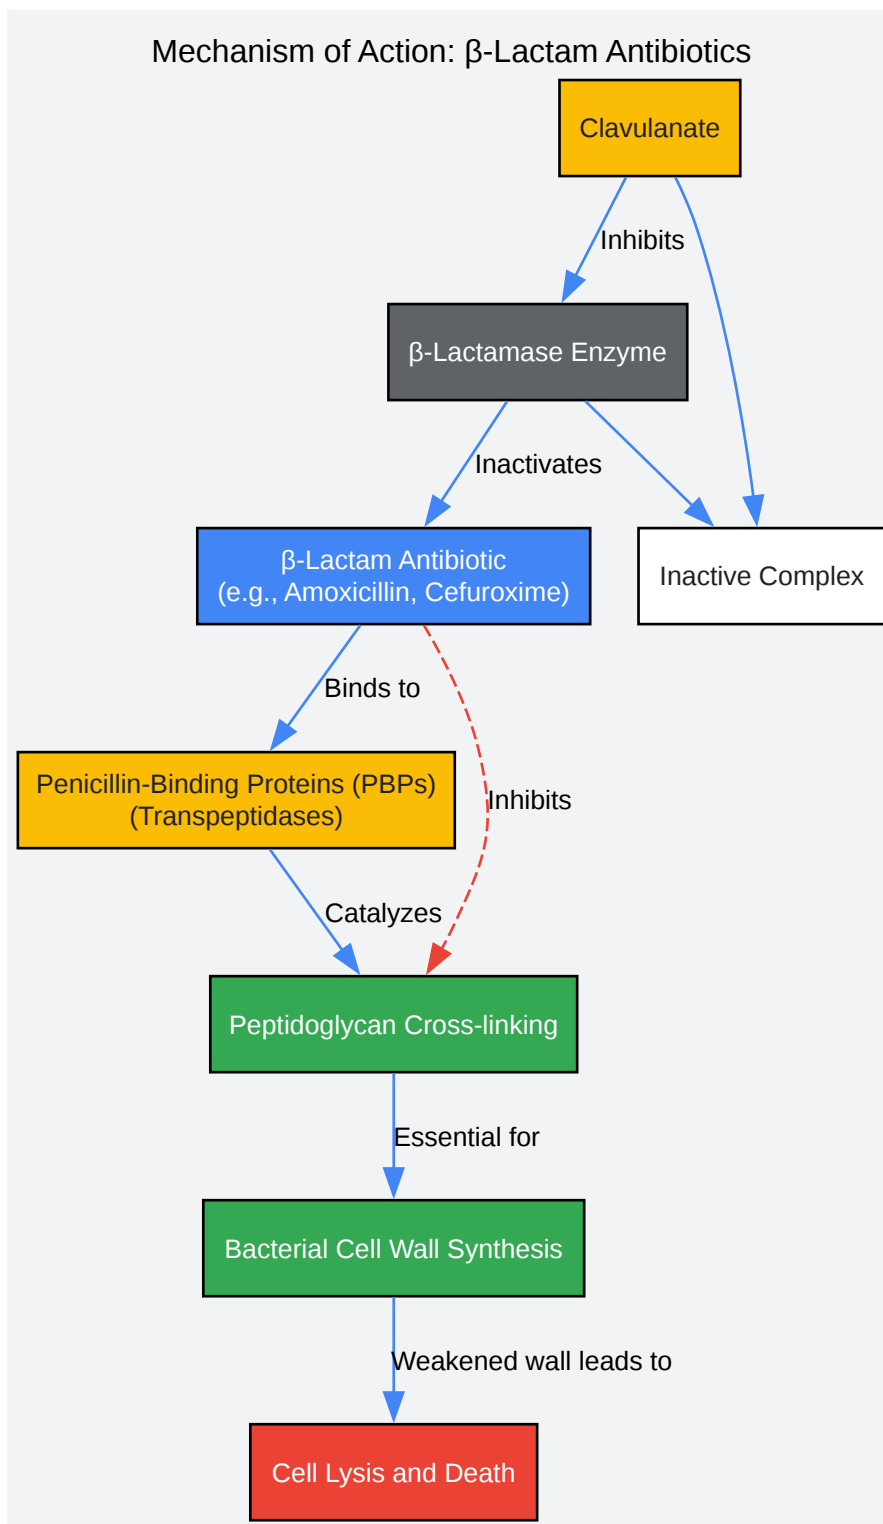 Mechanism of Action: β-Lactam Antibiotics
Clavulanate
Inhibits
β-Lactamase Enzyme
Inactivates
β-Lactam Antibiotic
(e.g., Amoxicillin, Cefuroxime)
Inactive Complex
Binds to
Penicillin-Binding Proteins (PBPs)
(Transpeptidases)
Inhibits
Catalyzes
Peptidoglycan Cross-linking
Essential for
Bacterial Cell Wall Synthesis
Weakened wall leads to
Cell Lysis and Death